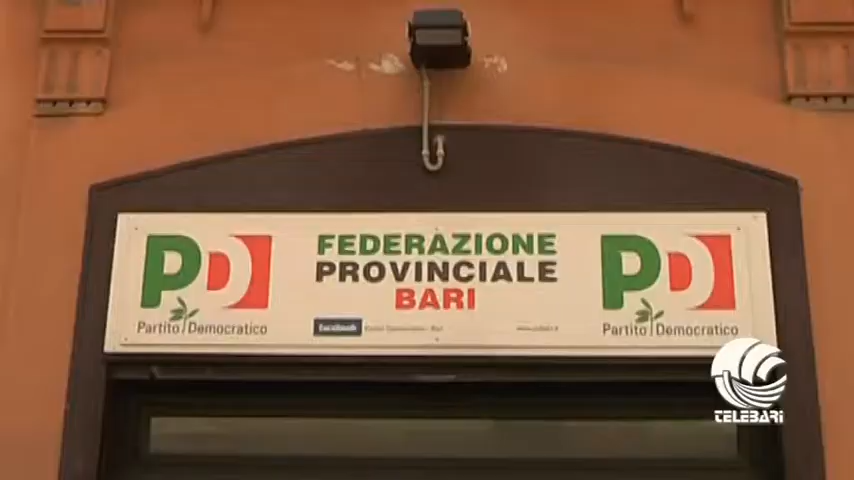 PD
Partito Democratico
FEDERAZIONE
PROVINCIALE
BARI
facebook
PD
Partito Democratico
TELEBARI